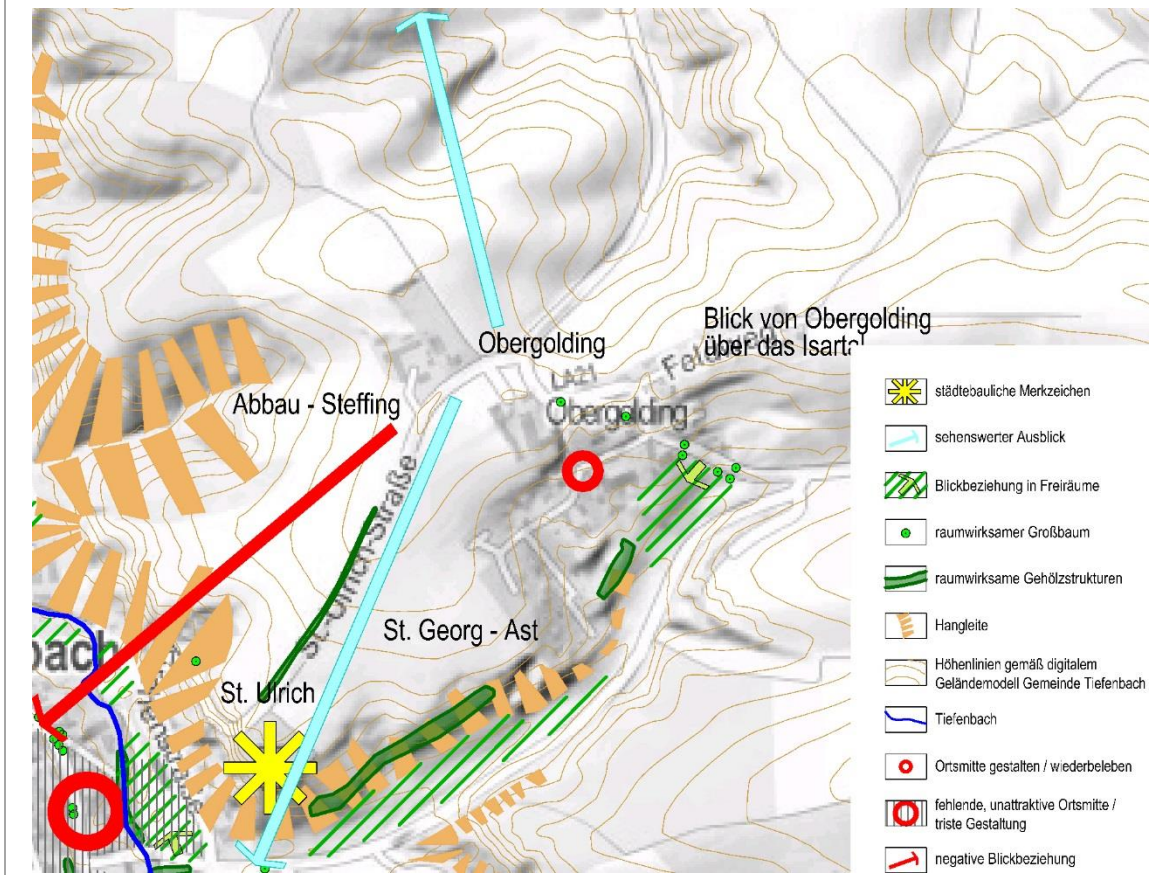 Obergolding
Blick von Obergolding
über das Isartal
Feldweg
LA21
Obergolding
Abbau - Steffing
St.-Ulrich-Straße
St. Georg - Ast
St. Ulrich
bach
städtebauliche Merkzeichen
sehenswerter Ausblick
Blickbeziehung in Freiräume
raumwirksamer Großbaum
raumwirksame Gehölzstrukturen
Hangleite
Höhenlinien gemäß digitalem
Geländemodell Gemeinde Tiefenbach
Tiefenbach
Ortsmitte gestalten / wiederbeleben
fehlende, unattraktive Ortsmitte /
triste Gestaltung
negative Blickbeziehung